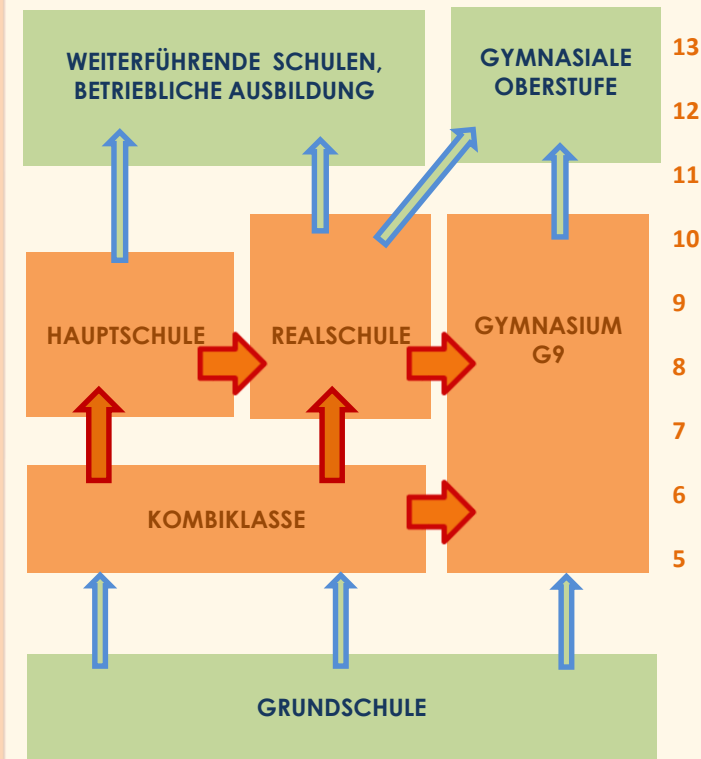 WEITERFÜHRENDE SCHULEN,
BETRIEBLICHE AUSBILDUNG
GYMNASIALE
OBERSTUFE
13
12
11
10
9
8
7
6
5
HAUPTSCHULE
REALSCHULE
GYMNASIUM
G9
KOMBIKLASSE
GRUNDSCHULE